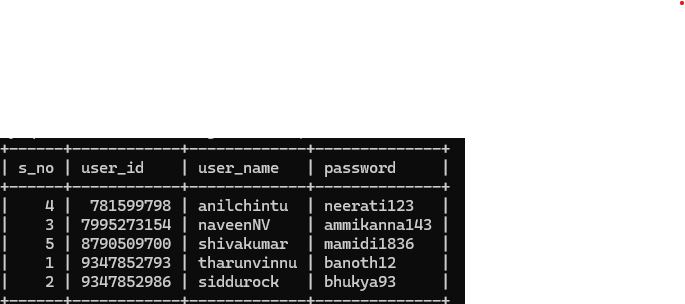 | s_no | user_id | user_name | password |
| 4 | 781599798 | anilchintu | neerati123 |
| 3 | 7995273154 | naveenNV | ammikanna143 |
| 5 | 8790509700 | shivakumar | mamidi1836 |
| 1 | 9347852793 | tharunvinnu | banoth12 |
| 2 | 9347852986 | siddurock | bhukya93 |